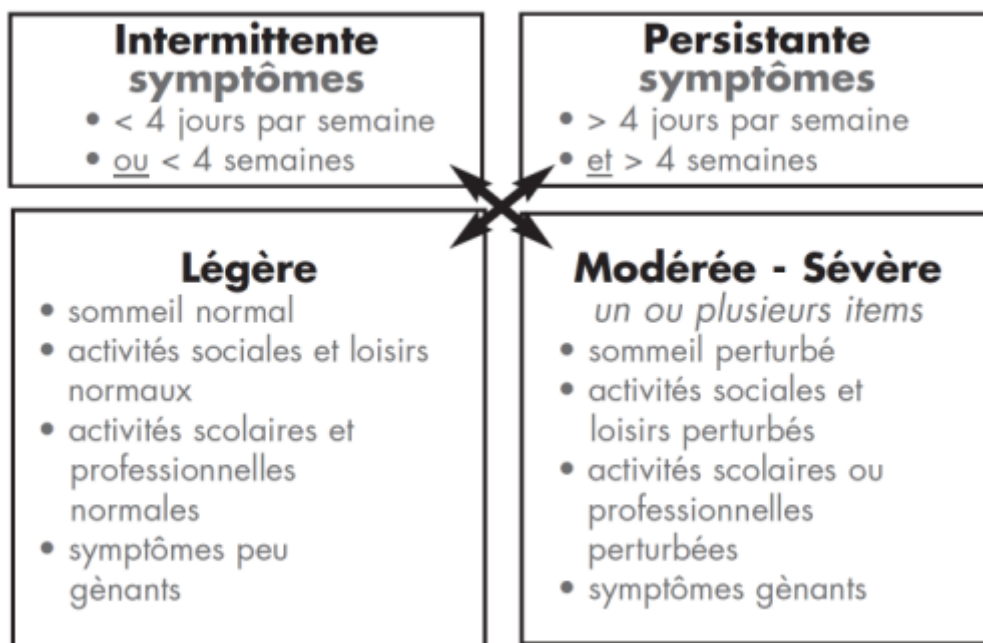 Intermittente
symptômes
• < 4 jours par semaine
• ou < 4 semaines
Persistante
symptômes
• > 4 jours par semaine
• et > 4 semaines
Légère
• sommeil normal
• activités sociales et loisirs
normaux
• activités scolaires et
professionnelles
normales
• symptômes peu
gènants
Modérée - Sévère
un ou plusieurs items
• sommeil perturbé
• activités sociales et
loisirs perturbés
• activités scolaires ou
professionnelles
perturbées
• symptômes gènants